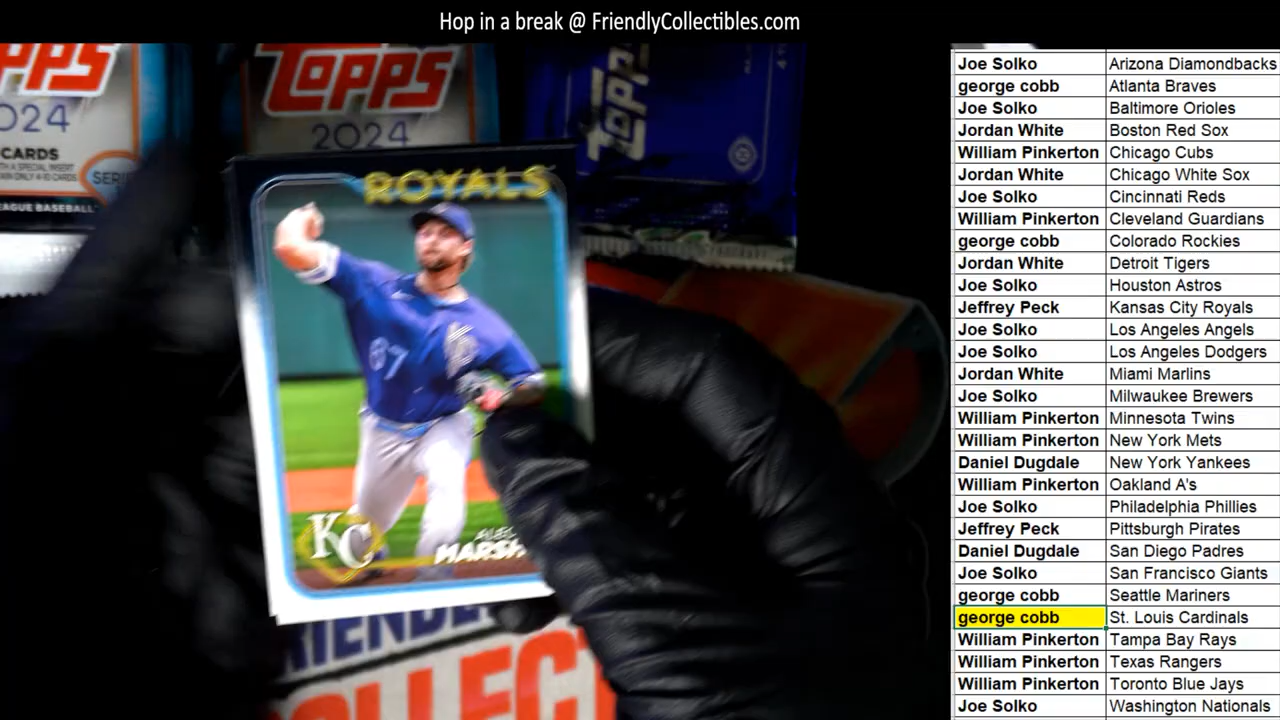 Hop in a break @ FriendlyCollectibles.com
TOPPS
2024
CARDS
TOPPS
2024
TOPPS
ROYALS
87
KC
ALEC
MARSH
COLLECT
Joe Solko Arizona Diamondbacks
george cobb Atlanta Braves
Joe Solko Baltimore Orioles
Jordan White Boston Red Sox
William Pinkerton Chicago Cubs
Jordan White Chicago White Sox
Joe Solko Cincinnati Reds
William Pinkerton Cleveland Guardians
george cobb Colorado Rockies
Jordan White Detroit Tigers
Joe Solko Houston Astros
Jeffrey Peck Kansas City Royals
Joe Solko Los Angeles Angels
Joe Solko Los Angeles Dodgers
Jordan White Miami Marlins
Joe Solko Milwaukee Brewers
William Pinkerton Minnesota Twins
William Pinkerton New York Mets
Daniel Dugdale New York Yankees
William Pinkerton Oakland A's
Joe Solko Philadelphia Phillies
Jeffrey Peck Pittsburgh Pirates
Daniel Dugdale San Diego Padres
Joe Solko San Francisco Giants
george cobb Seattle Mariners
george cobb St. Louis Cardinals
William Pinkerton Tampa Bay Rays
William Pinkerton Texas Rangers
William Pinkerton Toronto Blue Jays
Joe Solko Washington Nationals